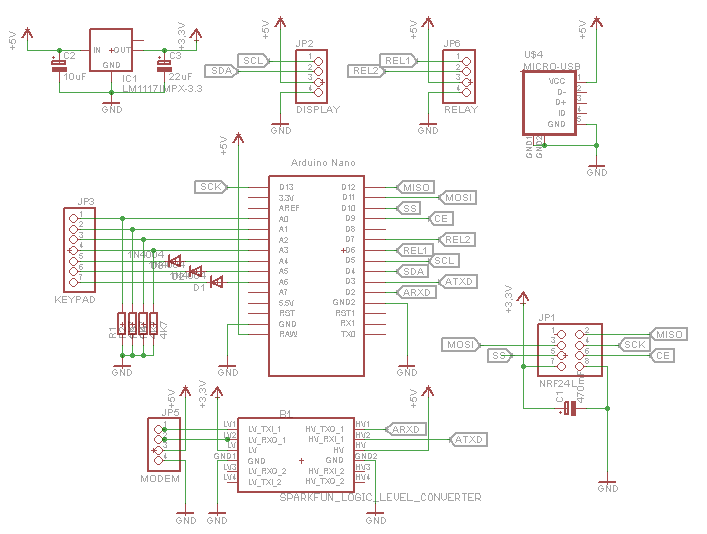 +5V
+3.3V
C2
10uF
IN
+OUT
GND
IC1
LM1117IMPX-3.3
C3
22uF
GND
+5V
JP2
SCL
SDA
1
2
3
4
DISPLAY
GND
+5V
JP6
REL1
REL2
1
2
3
4
RELAY
GND
U$4
MICRO-USB
+5V
VCC
D-
D+
ID
GND
1
2
3
4
5
GND1
GND2
GND
+5V
Arduino Nano
SCK
D13
3.3V
AREF
A0
A1
A2
A3
A4
A5
A6
A7
5.5V
RST
GND
RAW
D12
D11
D10
D9
D8
D7
D6
D5
D4
D3
D2
GND2
RST1
RX1
TX0
MISO
MOSI
SS
CE
REL2
REL1
SCL
SDA
ATXD
ARXD
GND
GND
JP3
1
2
3
4
5
6
7
KEYPAD
1N4004
D1
R1
4K7
GND
+3.3V
JP1
MOSI
SS
1
3
5
7
2
4
6
8
MISO
SCK
CE
NRF24L
C1
GND
+5V
JP5
1
2
3
4
MODEM
GND
+3.3V
B1
LV1
LV2
LV
GND1
LV3
LV4
LV_TXI_1
LV_RXO_1
LV
GND
LV_RXO_2
LV_TXI_2
HV_TXO_1
HV_RXI_1
HV
GND
HV_RXI_2
HV_TXO_2
HV1
HV2
HV
GND2
HV3
HV4
ARXD
ATXD
+5V
SPARKFUN_LOGIC_LEVEL_CONVERTER
GND
GND